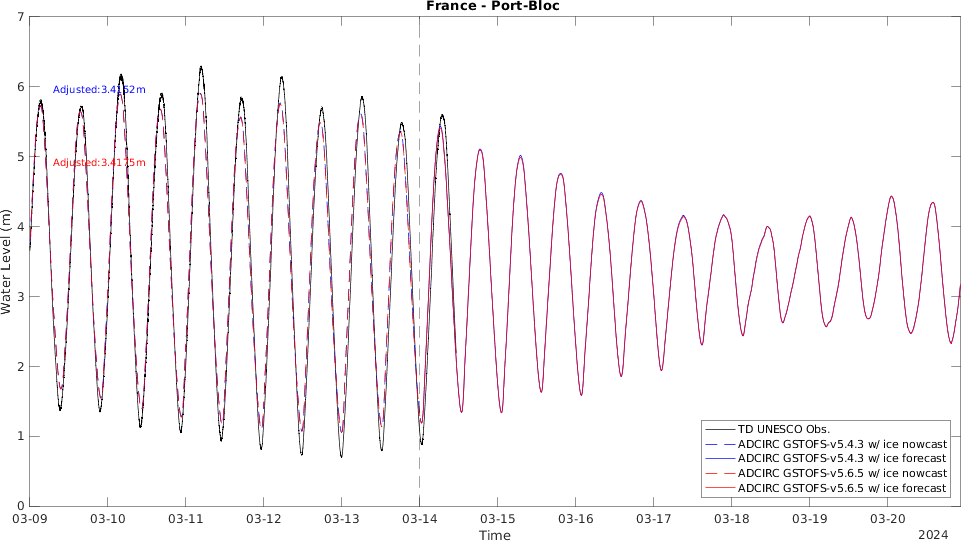 France - Port-Bloc
7
6
5
4
3
2
1
0
Water Level (m)
Adjusted:3.4162m
Adjusted:3.4175m
TD UNESCO Obs.
ADCIRC GSTOFS-v5.4.3 w/ ice nowcast
ADCIRC GSTOFS-v5.4.3 w/ ice forecast
ADCIRC GSTOFS-v5.6.5 w/ ice nowcast
ADCIRC GSTOFS-v5.6.5 w/ ice forecast
03-09 03-10 03-11 03-12 03-13 03-14 03-15 03-16 03-17 03-18 03-19 03-20
Time
2024